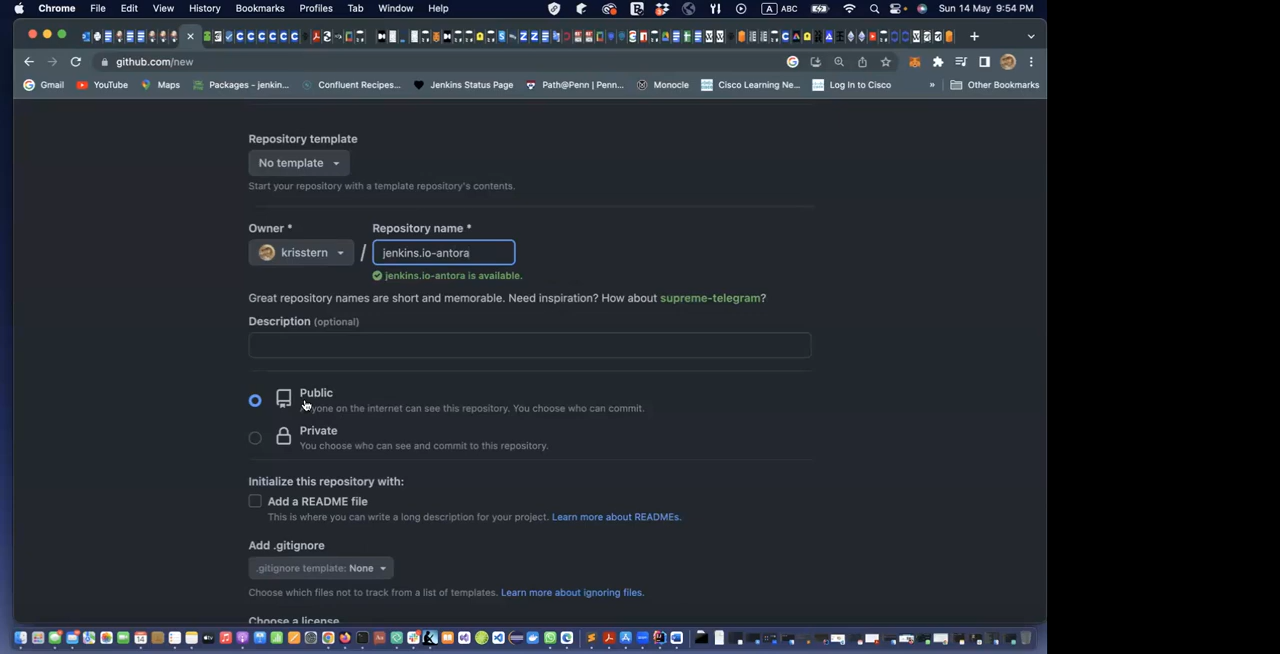 Chrome File Edit View History Bookmarks Profiles Tab Window Help A ABC Sun 14 May 9:54 PM
github.com/new
Gmail YouTube Maps Packages – jenkin... Confluent Recipes... Jenkins Status Page Path@Penn | Penn... Monocle Cisco Learning Ne... Log In to Cisco » Other Bookmarks
Repository template
No template
Start your repository with a template repository's contents.
Owner * Repository name *
krisstern / jenkins.io-antora
jenkins.io-antora is available.
Great repository names are short and memorable. Need inspiration? How about supreme-telegram?
Description (optional)
Public
Anyone on the internet can see this repository. You choose who can commit.
Private
You choose who can see and commit to this repository.
Initialize this repository with:
Add a README file
This is where you can write a long description for your project. Learn more about READMEs.
Add .gitignore
.gitignore template: None
Choose which files not to track from a list of templates. Learn more about ignoring files.
Choose a license